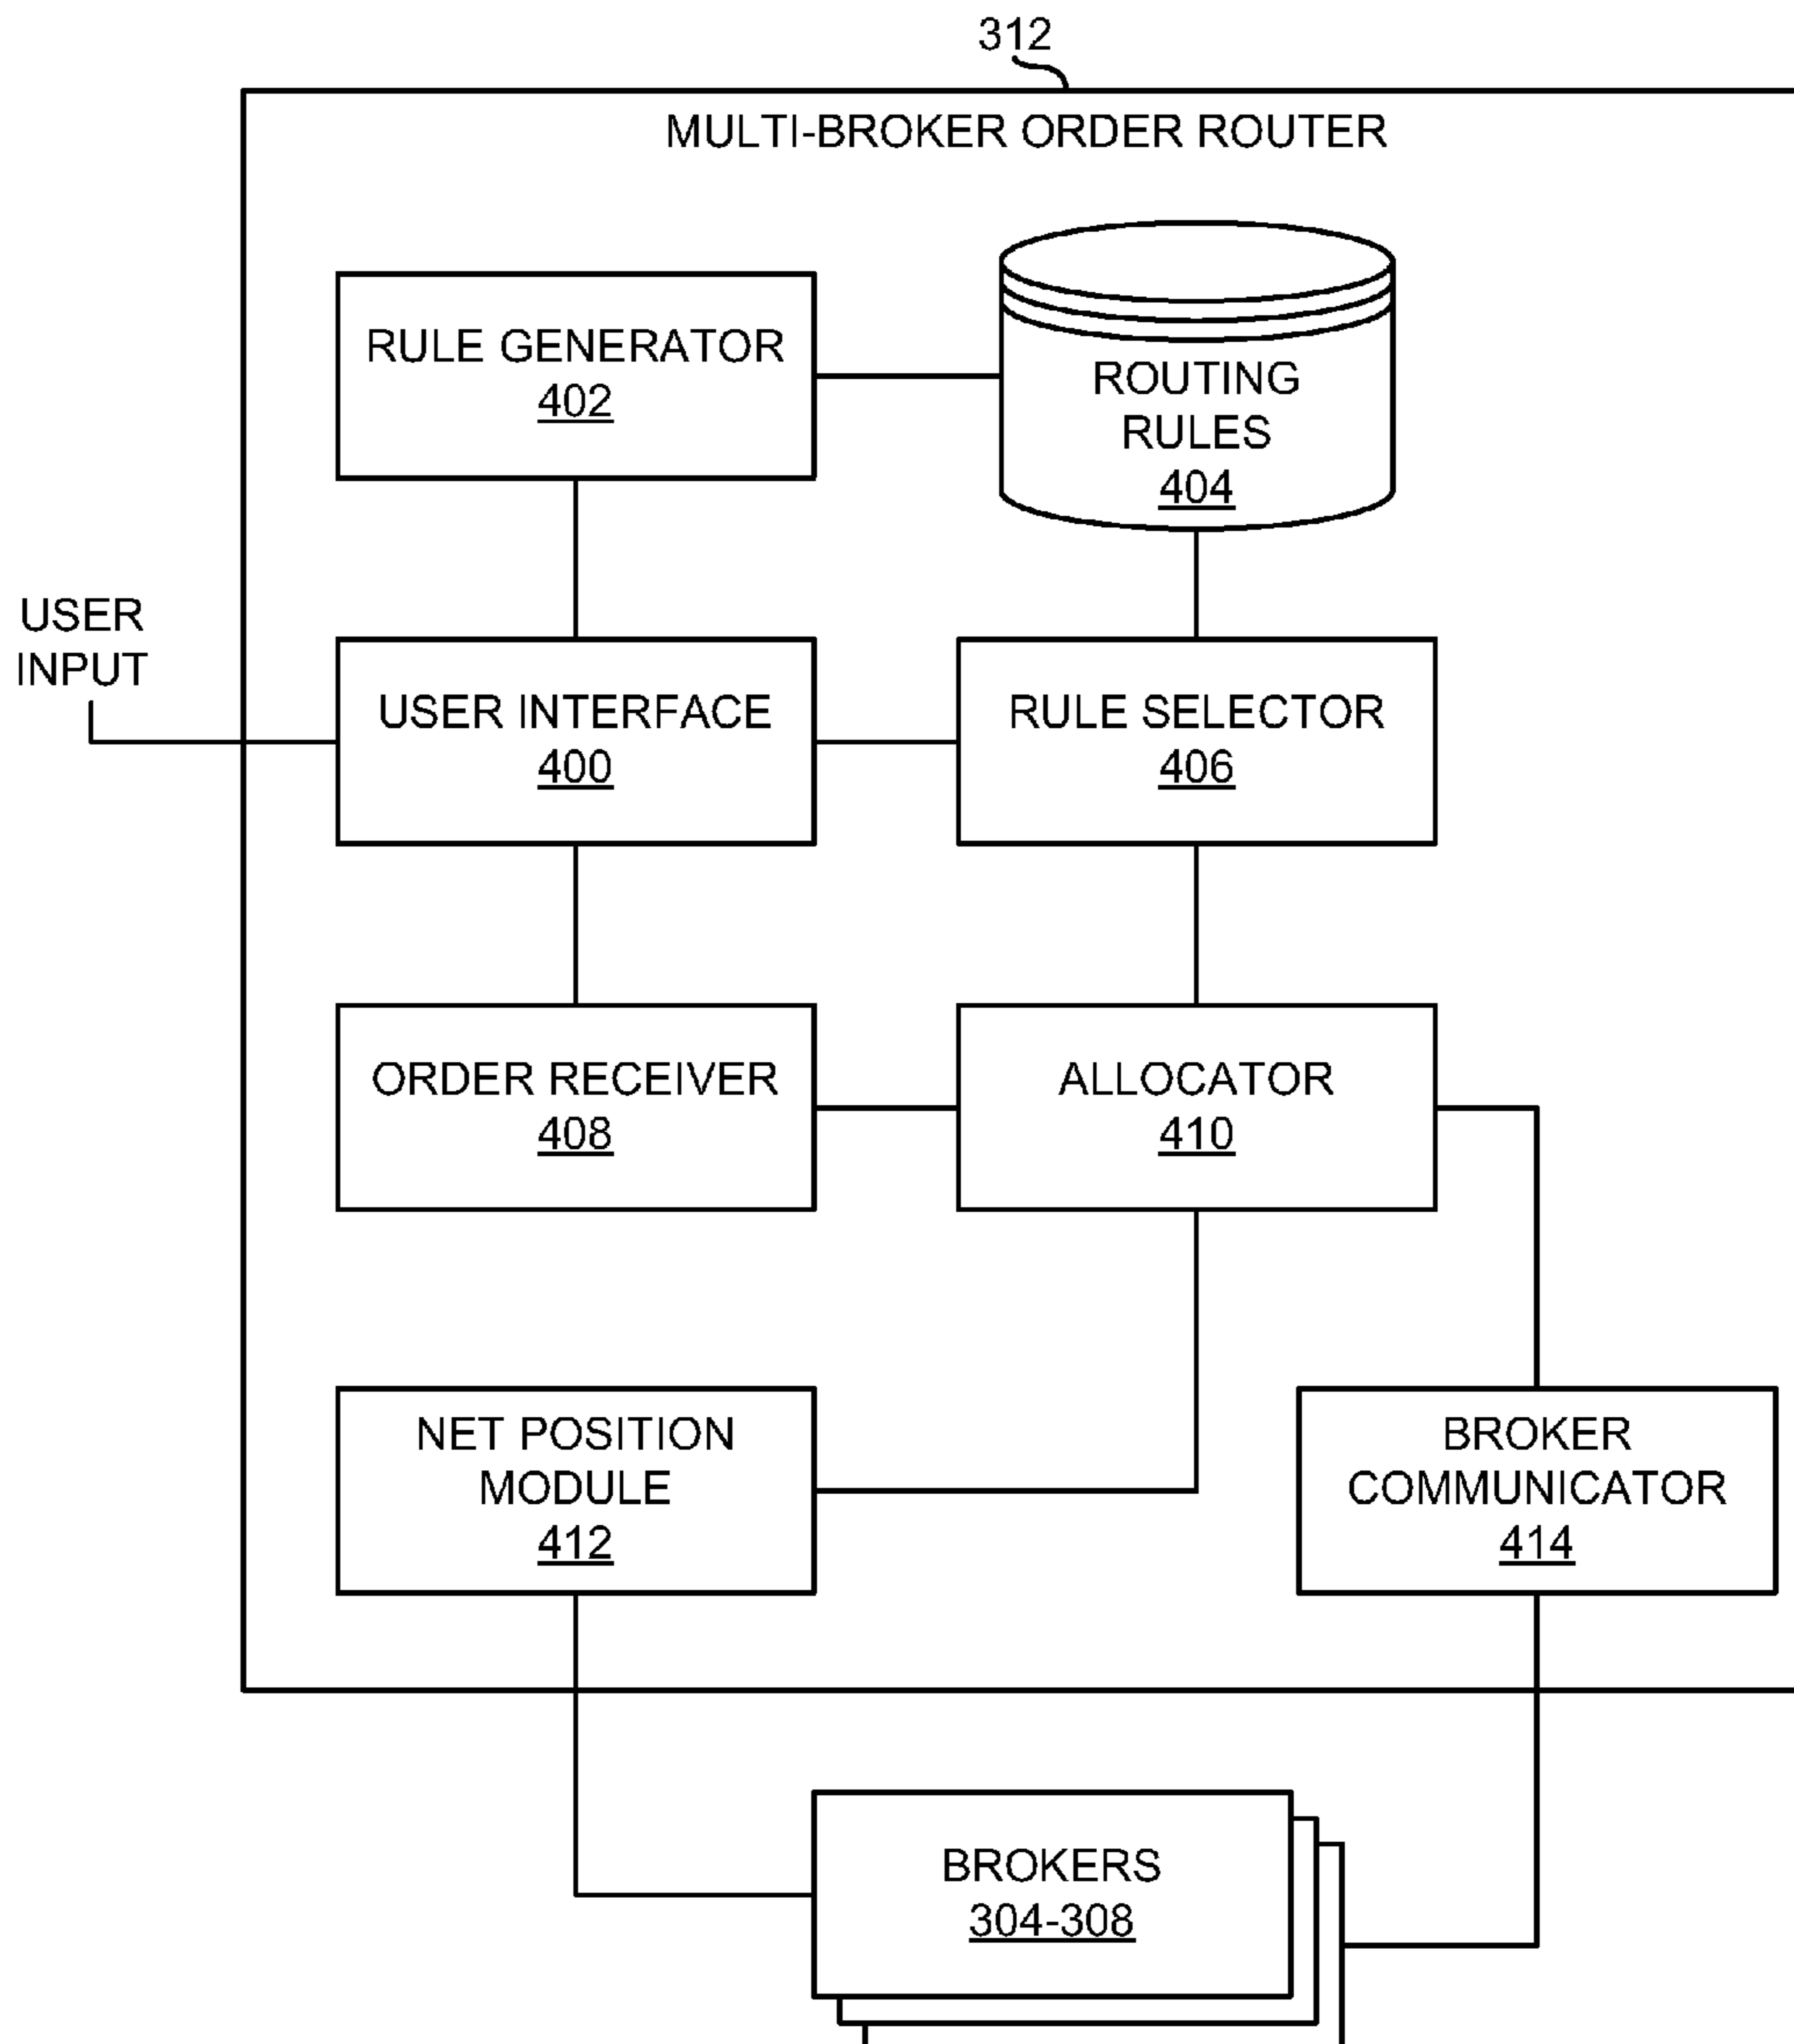 312
MULTI-BROKER ORDER ROUTER
RULE GENERATOR
402
ROUTING
RULES
404
USER
INPUT
USER INTERFACE
400
RULE SELECTOR
406
ORDER RECEIVER
408
ALLOCATOR
410
NET POSITION
MODULE
412
BROKER
COMMUNICATOR
414
BROKERS
304-308